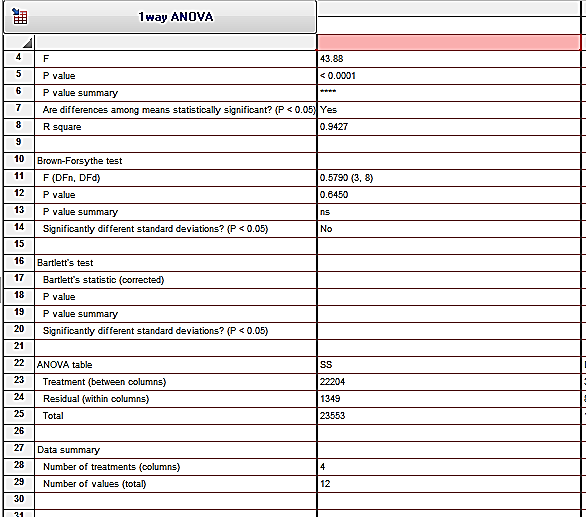 1way ANOVA
4 F 43.88
5 P value < 0.0001
6 P value summary ****
7 Are differences among means statistically significant? (P < 0.05) Yes
8 R square 0.9427
9
10 Brown-Forsythe test
11 F (DFn, DFd) 0.5790 (3, 8)
12 P value 0.6450
13 P value summary ns
14 Significantly different standard deviations? (P < 0.05) No
15
16 Bartlett's test
17 Bartlett's statistic (corrected)
18 P value
19 P value summary
20 Significantly different standard deviations? (P < 0.05)
21
22 ANOVA table SS
23 Treatment (between columns) 22204
24 Residual (within columns) 1349
25 Total 23553
26
27 Data summary
28 Number of treatments (columns) 4
29 Number of values (total) 12
30
31